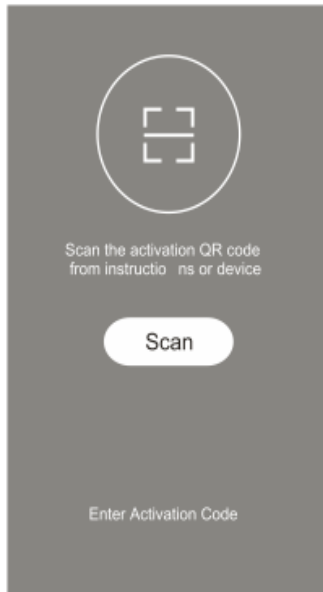 Scan the activation QR code
from instructio ns or device
Scan
Enter Activation Code